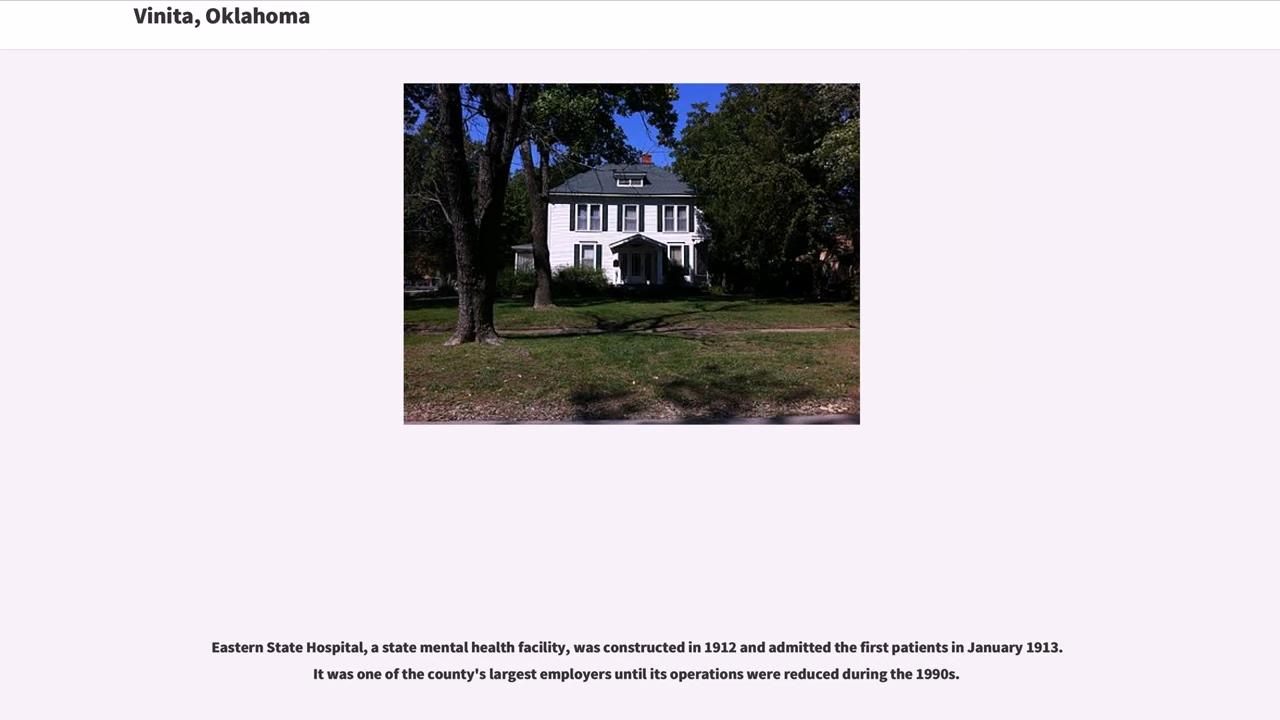 Vinita, Oklahoma
Eastern State Hospital, a state mental health facility, was constructed in 1912 and admitted the first patients in January 1913.
It was one of the county's largest employers until its operations were reduced during the 1990s.